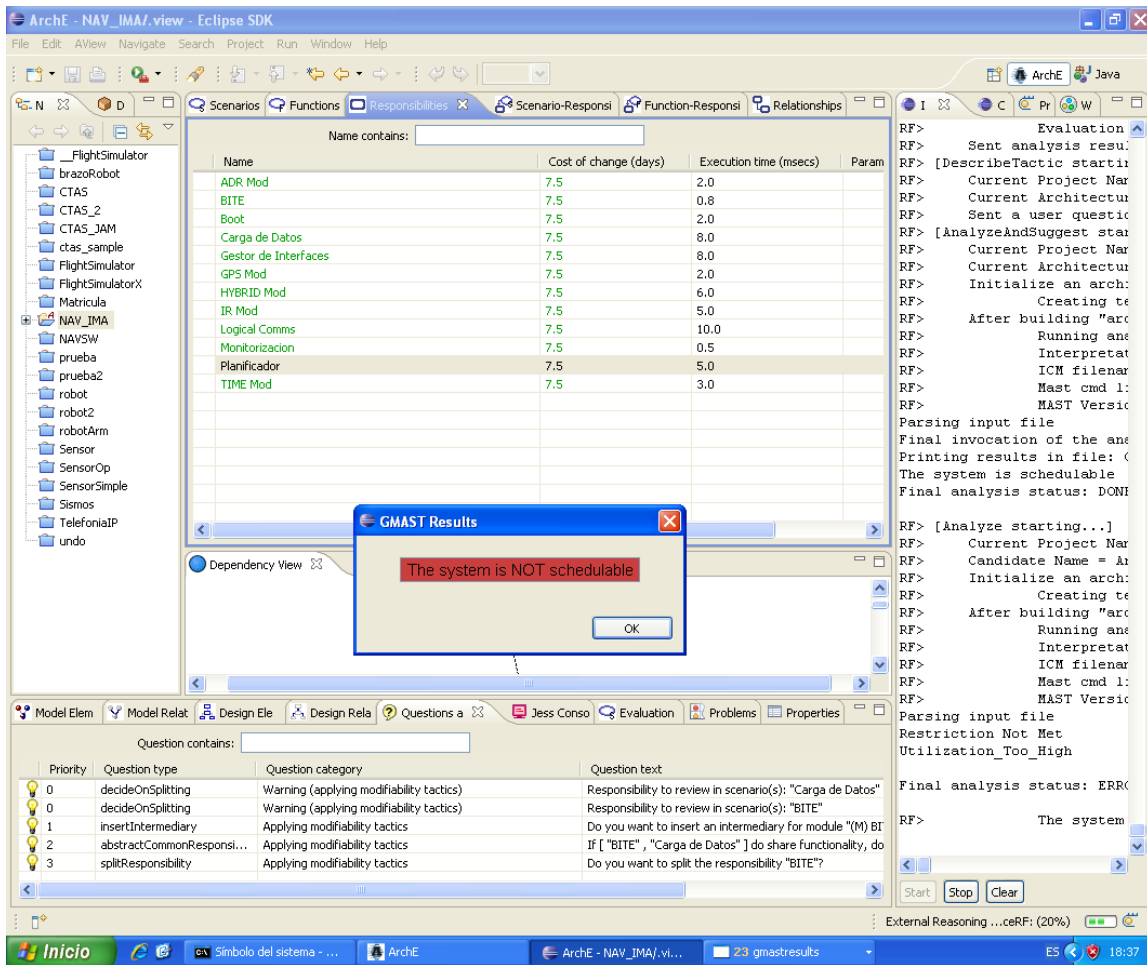 ArchE - NAV_IMA/.view - Eclipse SDK
File Edit AView Navigate Search Project Run Window Help
ArchE Java
N D
Scenarios Functions Responsibilities Scenario-Responsi Function-Responsi Relationships
I C Pr W
Name contains:
Name Cost of change (days) Execution time (msecs) Param
ADR Mod 7.5 2.0
BITE 7.5 0.8
Boot 7.5 2.0
Carga de Datos 7.5 8.0
Gestor de Interfaces 7.5 8.0
GPS Mod 7.5 2.0
HYBRID Mod 7.5 6.0
IR Mod 7.5 5.0
Logical Comms 7.5 10.0
Monitorizacion 7.5 0.5
Planificador 7.5 5.0
TIME Mod 7.5 3.0
__FlightSimulator
brazoRobot
CTAS
CTAS_2
CTAS_JAM
ctas_sample
FlightSimulator
FlightSimulatorX
Matricula
NAV_IMA
NAVSW
prueba
prueba2
robot
robot2
robotArm
Sensor
SensorOp
SensorSimple
Sismos
TelefoniaIP
undo
GMAST Results
The system is NOT schedulable
OK
Dependency View
RF> Evaluation
RF> Sent analysis resul
RF> [DescribeTactic startin
RF> Current Project Nam
RF> Current Architectur
RF> Sent a user questio
RF> [AnalyzeAndSuggest star
RF> Current Project Nam
RF> Current Architectur
RF> Initialize an archi
RF> Creating te
RF> After building "arc
RF> Running ana
RF> Interpretat
RF> ICM filenam
RF> Mast cmd li
RF> MAST Versio
Parsing input file
Final invocation of the ana
Printing results in file:
The system is schedulable
Final analysis status: DONE
RF> [Analyze starting...]
RF> Current Project Nam
RF> Candidate Name = Ar
RF> Initialize an archi
RF> Creating te
RF> After building "arc
RF> Running ana
RF> Interpretat
RF> ICM filenam
RF> Mast cmd li
RF> MAST Versio
Parsing input file
Restriction Not Met
Utilization_Too_High
Final analysis status: ERRO
RF> The system
Start Stop Clear
Model Elem Model Relat Design Ele Design Rela Questions a Jess Conso Evaluation Problems Properties
Question contains:
Priority Question type Question category Question text
0 decideOnSplitting Warning (applying modifiability tactics) Responsibility to review in scenario(s): "Carga de Datos"
0 decideOnSplitting Warning (applying modifiability tactics) Responsibility to review in scenario(s): "BITE"
1 insertIntermediary Applying modifiability tactics Do you want to insert an intermediary for module "(M) BIT
2 abstractCommonResponsi... Applying modifiability tactics If [ "BITE" , "Carga de Datos" ] do share functionality, do
3 splitResponsibility Applying modifiability tactics Do you want to split the responsibility "BITE"?
External Reasoning ...ceRF: (20%)
Inicio Símbolo del sistema - ... ArchE ArchE - NAV_IMA/.vi... 23 gmastresults ES 18:37